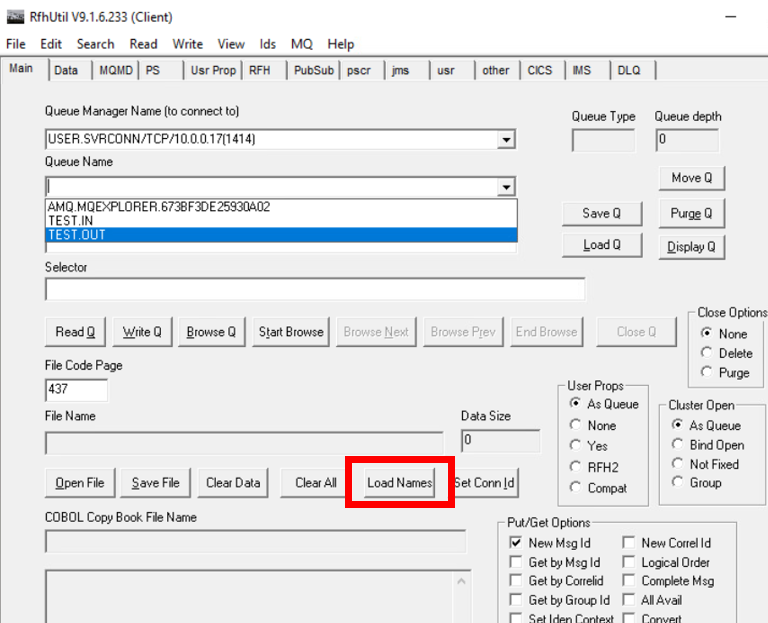 RfhUtil V9.1.6.233 (Client)
File Edit Search Read Write View Ids MQ Help
Main Data MQMD PS Usr Prop RFH PubSub pscr jms usr other CICS IMS DLQ
Queue Manager Name (to connect to)
Queue Type Queue depth
USER.SVRCONN/TCP/10.0.0.17(1414)
0
Queue Name
Move Q
AMQ.MQEXPLORER.673BF3DE25930A02
TEST.IN
TEST.OUT
Save Q Purge Q
Load Q Display Q
Selector
Read Q Write Q Browse Q Start Browse Browse Next Browse Prev End Browse Close Q
Close Options
None
Delete
Purge
File Code Page
437
User Props
As Queue
None
Yes
RFH2
Compat
Cluster Open
As Queue
Bind Open
Not Fixed
Group
File Name
Data Size
0
Open File Save File Clear Data Clear All Load Names Set Conn Id
COBOL Copy Book File Name
Put/Get Options
New Msg Id New Correl Id
Get by Msg Id Logical Order
Get by Correlid Complete Msg
Get by Group Id All Avail
Set Iden Context Convert